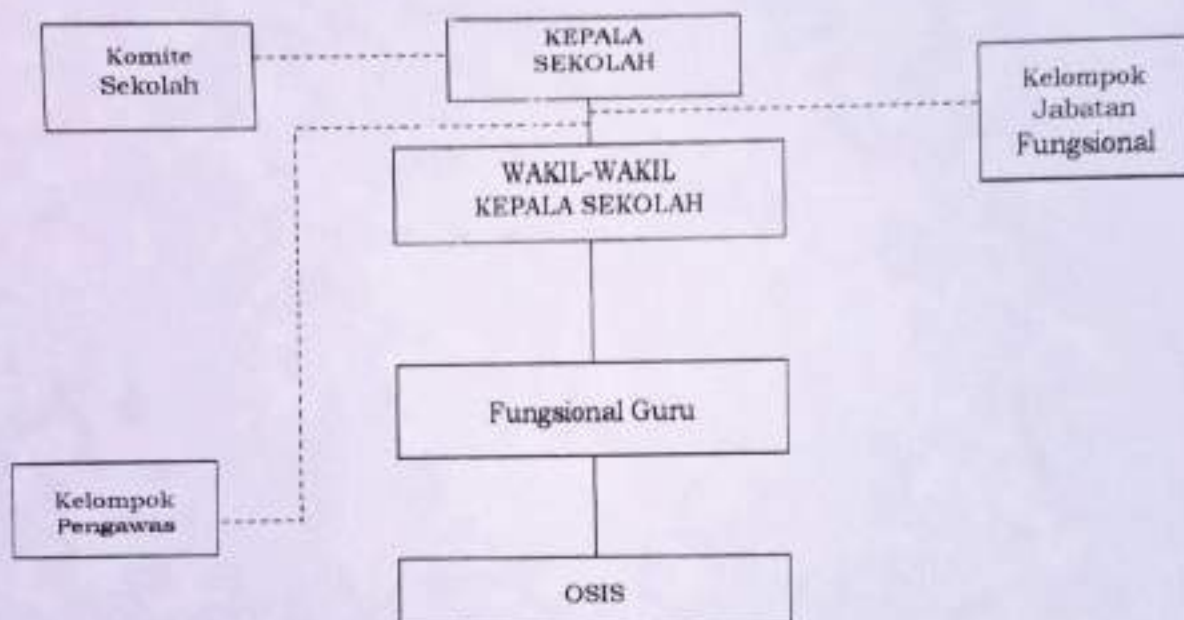 KEPALA
SEKOLAH
Komite
Sekolah
Kelompok
Jabatan
Fungsional
WAKIL-WAKIL
KEPALA SEKOLAH
Fungsional Guru
Kelompok
Pengawas
OSIS